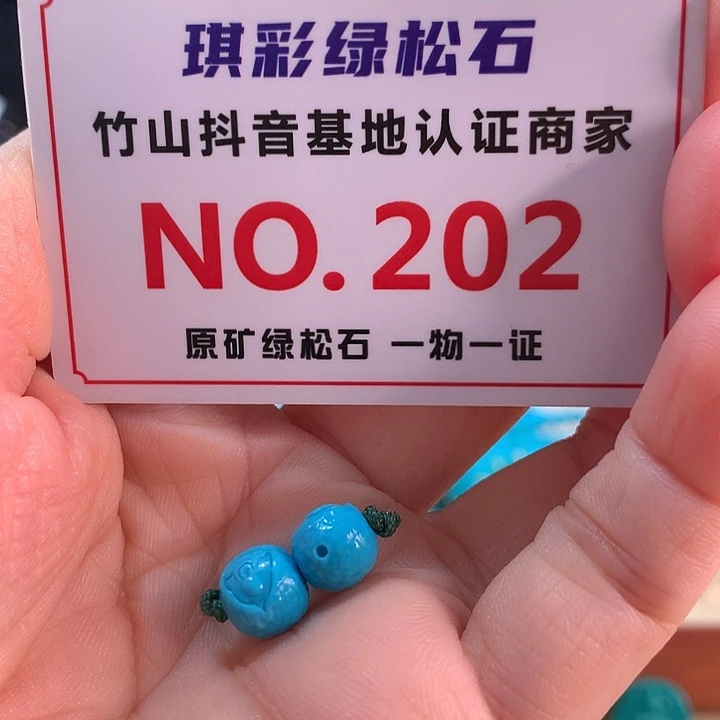 琪彩绿松石
竹山抖音基地认证商家
NO.202
原矿绿松石 一物一证